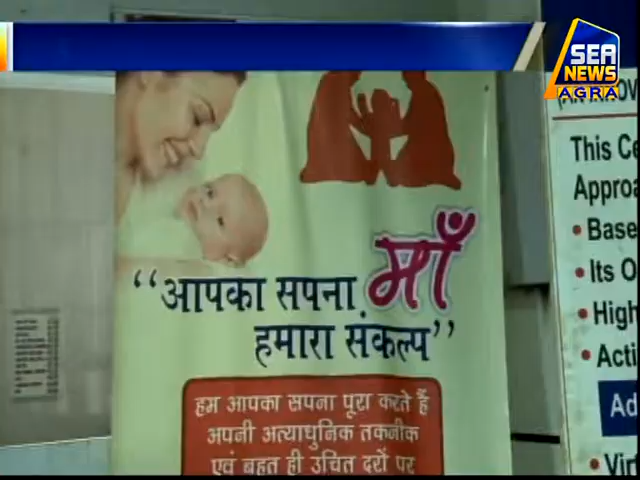 SEA
NEWS
AGRA
माँ
“आपका सपना
हमारा संकल्प”
हम आपका सपना पूरा करते हैं
अपनी अत्याधुनिक तकनीक
एवं बहुत ही उचित दरों पर
This Ce
Approa
• Base
• Its O
• High
• Acti
Ad
• Virt